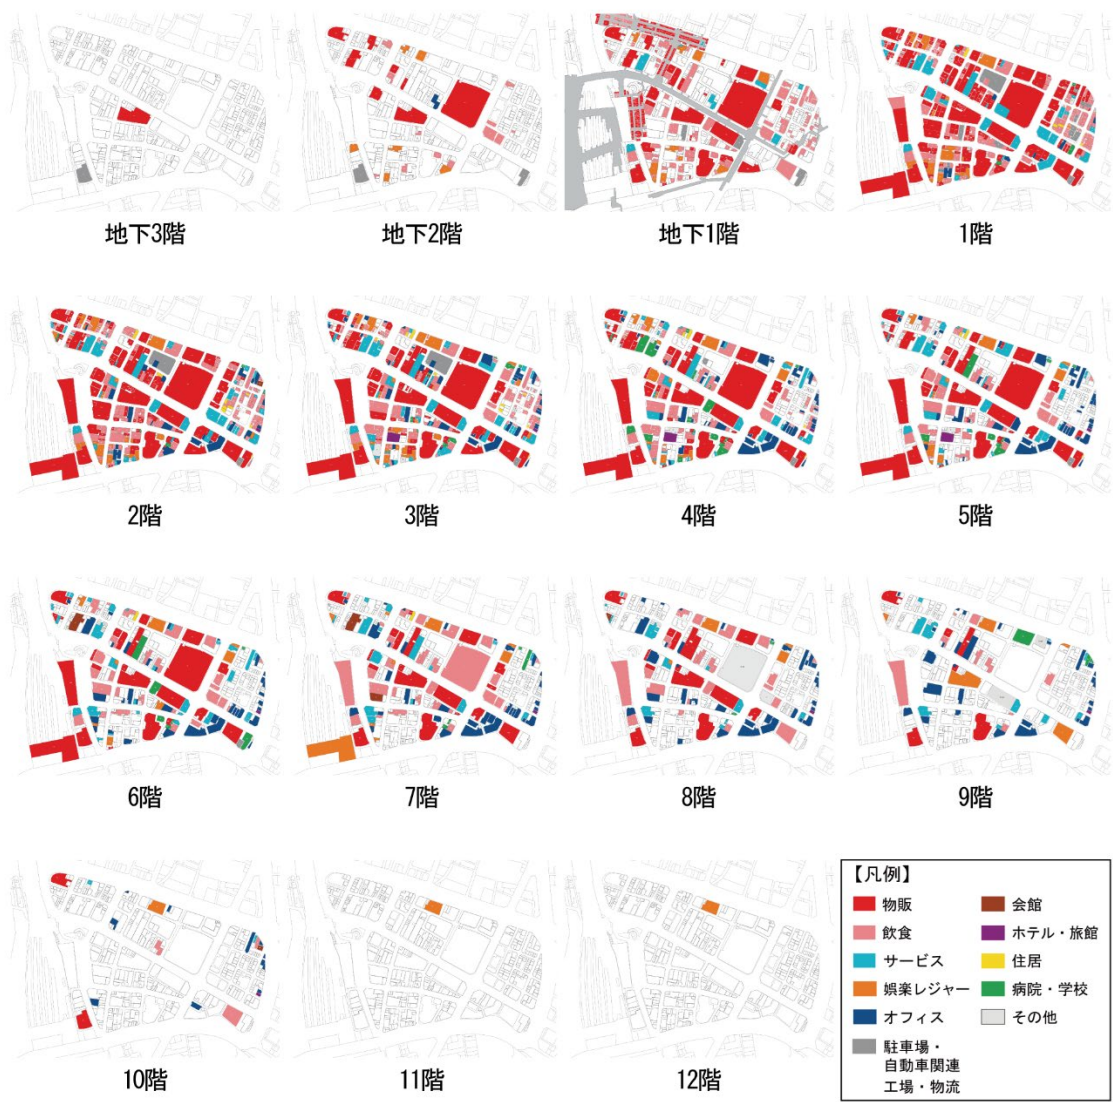 地下3階
地下2階
地下1階
1階
2階
3階
4階
5階
6階
7階
8階
9階
10階
11階
12階
【凡例】
物販
飲食
サービス
娯楽レジャー
オフィス
駐車場・
自動車関連
工場・物流
会館
ホテル・旅館
住居
病院・学校
その他